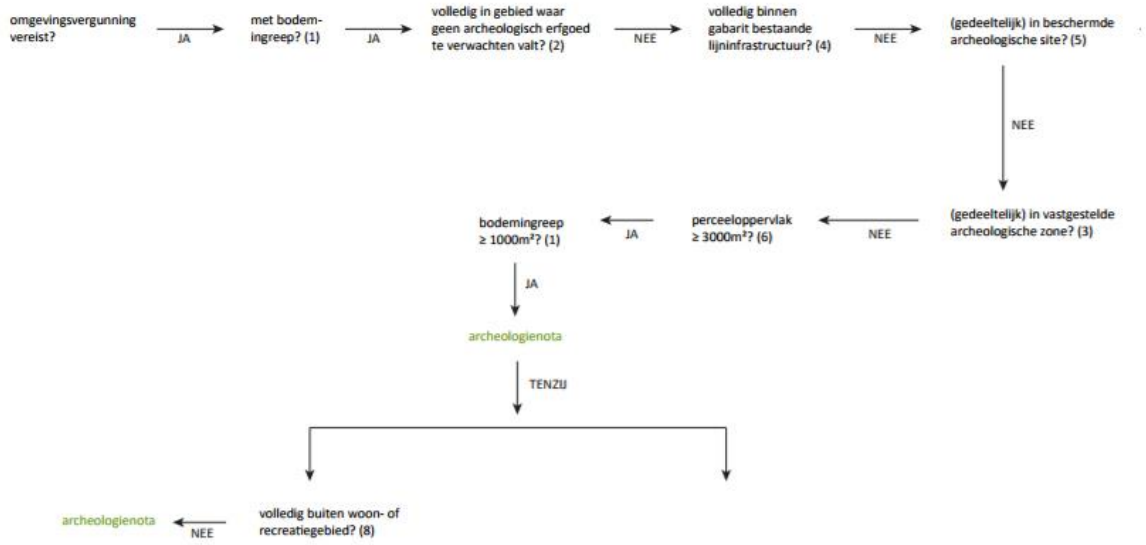 omgevingsvergunning
vereist?
JA
met bodem-
ingreep? (1)
JA
volledig in gebied waar
geen archeologisch erfgoed
te verwachten valt? (2)
NEE
volledig binnen
gabarit bestaande
lijninfrastructuur? (4)
NEE
(gedeeltelijk) in beschermde
archeologische site? (5)
NEE
(gedeeltelijk) in vastgestelde
archeologische zone? (3)
NEE
perceeloppervlak
≥ 3000m²? (6)
JA
bodemingreep
≥ 1000m²? (1)
JA
archeologienota
TENZIJ
volledig buiten woon- of
recreatiegebied? (8)
NEE
archeologienota